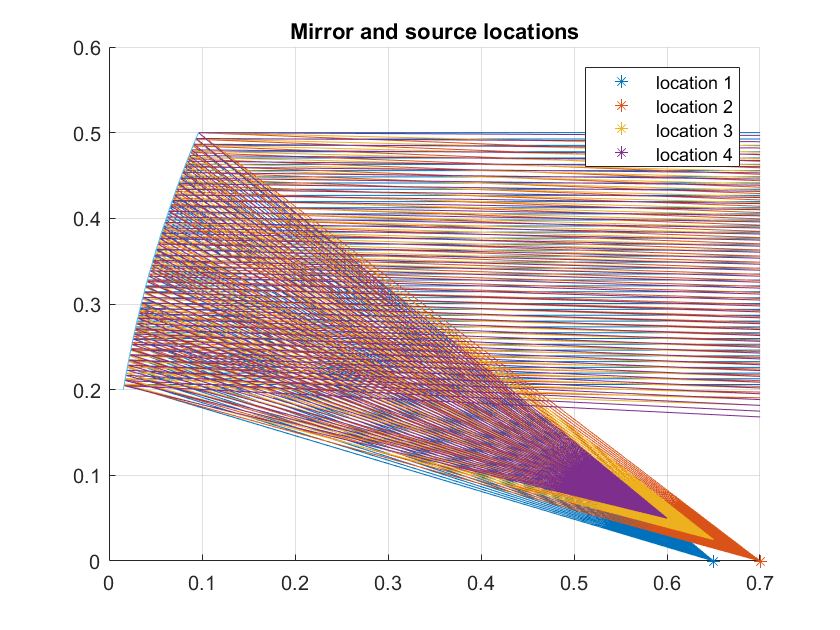 Mirror and source locations
0.6
0.5
0.4
0.3
0.2
0.1
0
location 1
location 2
location 3
location 4
0 0.1 0.2 0.3 0.4 0.5 0.6 0.7